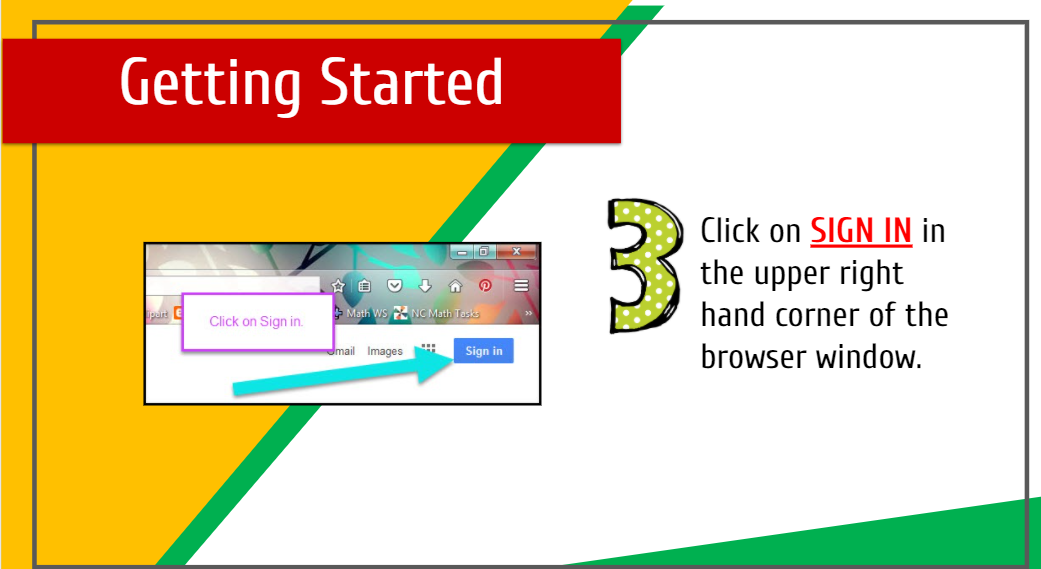 Getting Started
Click on Sign in.
Math WS
NC Math Tasks
»
Images
Sign in
3
Click on SIGN IN in
the upper right
hand corner of the
browser window.